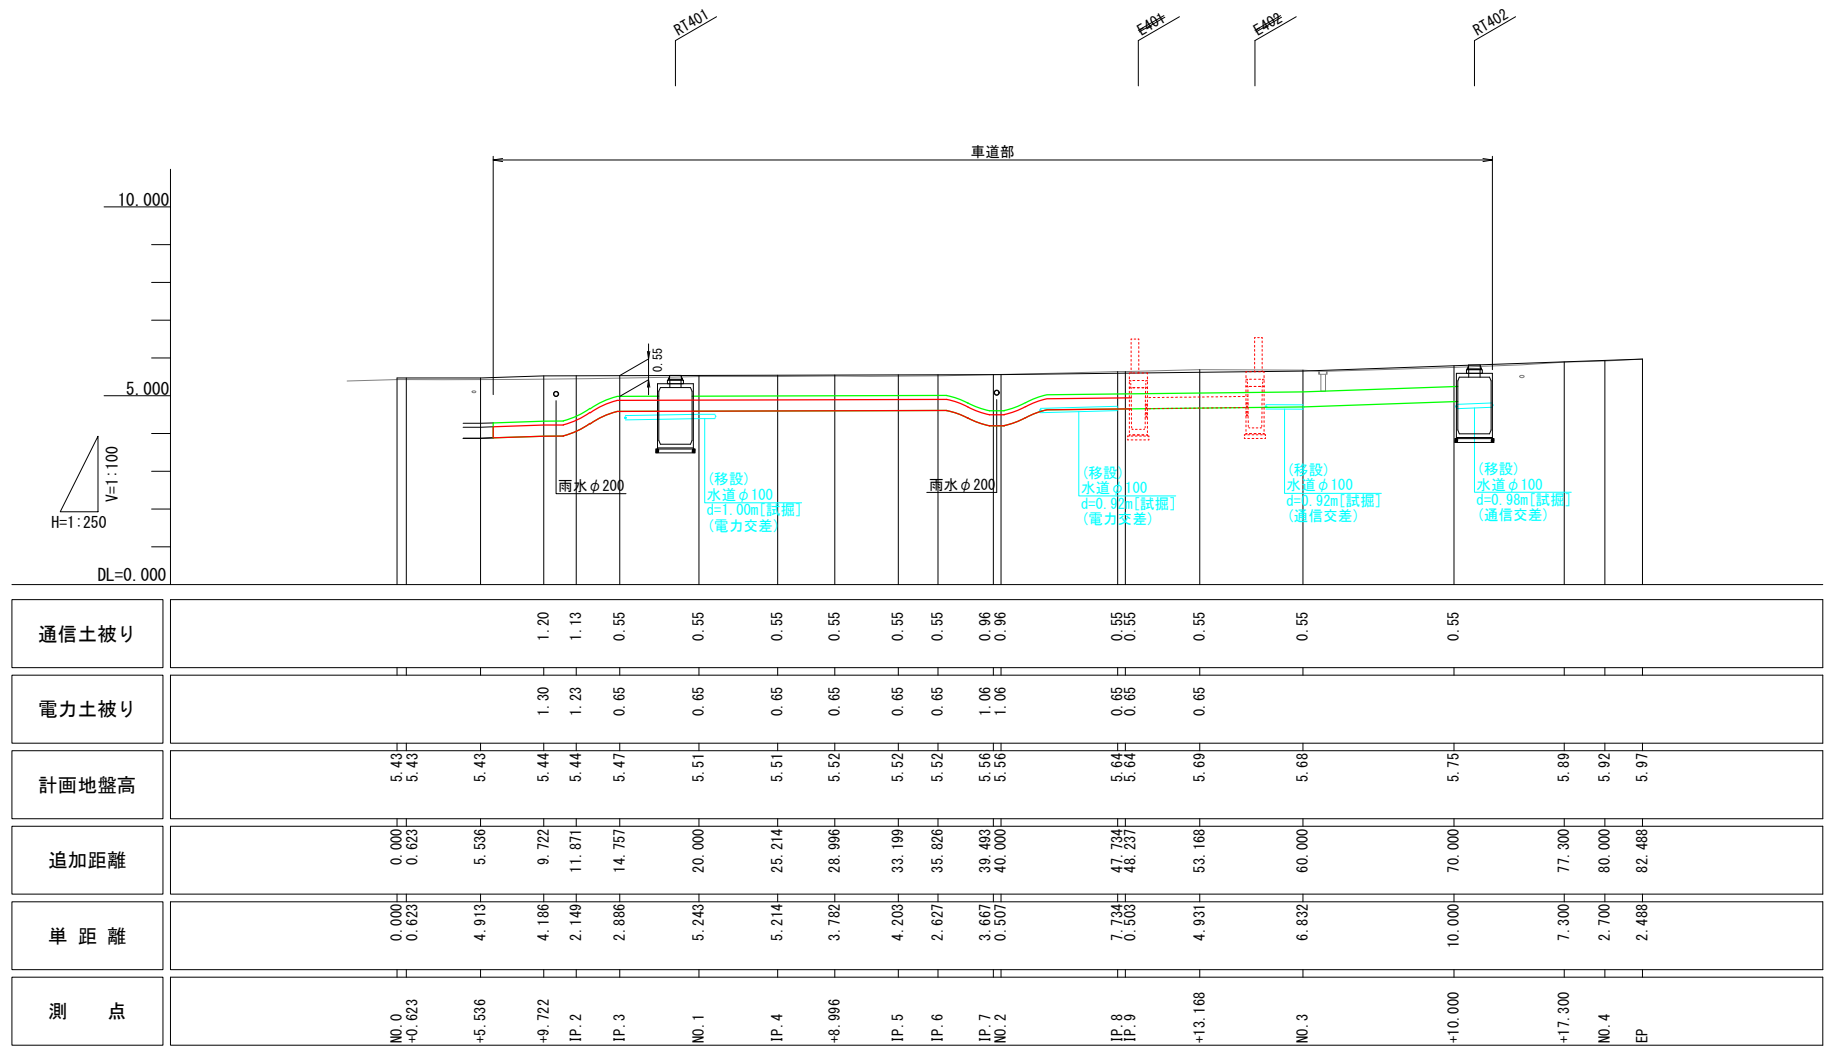 RT401
E401
E402
RT402
車道部
10.000
5.000
DL=0.000
V=1:100
H=1:250
0.55
雨水φ200
雨水φ200
(移設)
水道φ100
d=1.00m[試掘]
(電力交差)
(移設)
水道φ100
d=0.92m[試掘]
(電力交差)
(移設)
水道φ100
d=0.92m[試掘]
(通信交差)
(移設)
水道φ100
d=0.98m[試掘]
(通信交差)
通信土被り 1.20 1.13 0.55 0.55 0.55 0.55 0.55 0.55 0.96 0.96 0.55 0.55 0.55 0.55 0.55
電力土被り 1.30 1.23 0.65 0.65 0.65 0.65 0.65 0.65 1.06 1.06 0.65 0.65 0.65
計画地盤高 5.43 5.43 5.43 5.44 5.44 5.47 5.51 5.51 5.52 5.52 5.52 5.56 5.56 5.64 5.64 5.69 5.68 5.75 5.89 5.92 5.97
追加距離 0.000 0.623 5.536 9.722 11.871 14.757 20.000 25.214 28.996 33.199 35.826 39.493 40.000 47.734 48.237 53.168 60.000 70.000 77.300 80.000 82.488
単距離 0.000 0.623 4.913 4.186 2.149 2.886 5.243 5.214 3.782 4.203 2.627 3.667 0.507 7.734 0.503 4.931 6.832 10.000 7.300 2.700 2.488
測点 NO.0 +0.623 +5.536 +9.722 IP.2 IP.3 NO.1 IP.4 +8.996 IP.5 IP.6 IP.7 NO.2 IP.8 IP.9 +13.168 NO.3 +10.000 +17.300 NO.4 EP